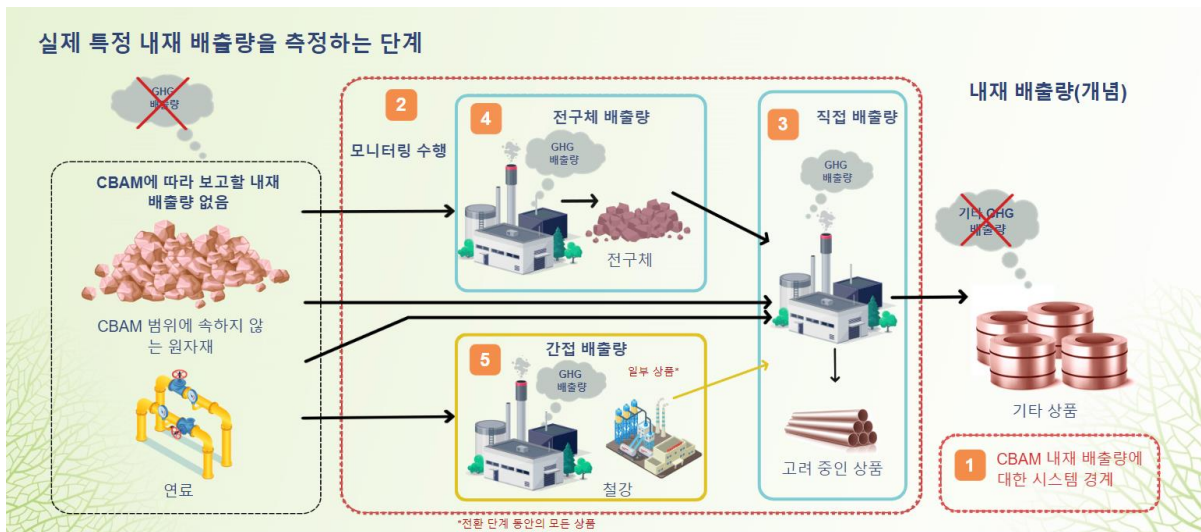 실제 특정 내재 배출량을 측정하는 단계
GHG
배출량
CBAM에 따라 보고할 내재
배출량 없음
CBAM 범위에 속하지 않
는 원자재
연료
2
모니터링 수행
4
전구체 배출량
GHG
배출량
전구체
5
간접 배출량
GHG
배출량
일부 상품*
철강
*전환 단계 동안의 모든 상품
3
직접 배출량
GHG
배출량
고려 중인 상품
내재 배출량(개념)
기타 GHG
배출량
기타 상품
1
CBAM 내재 배출량에
대한 시스템 경계